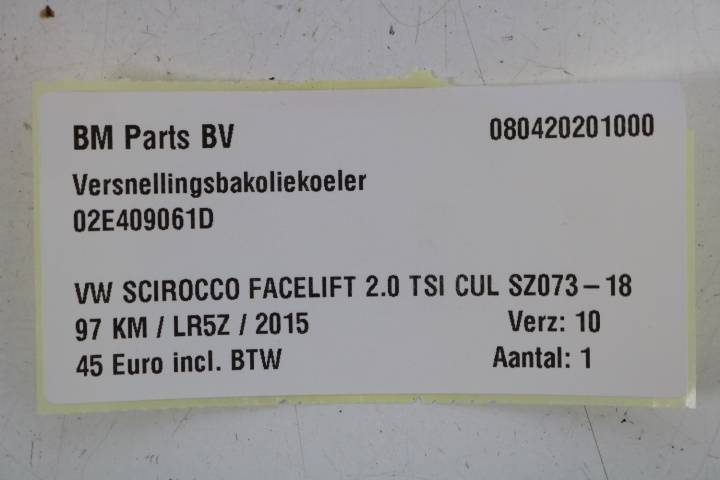 BM Parts BV 080420201000
Versnellingsbakoliekoeler
02E409061D
VW SCIROCCO FACELIFT 2.0 TSI CUL SZ073-18
97 KM / LR5Z / 2015 Verz: 10
45 Euro incl. BTW Aantal: 1